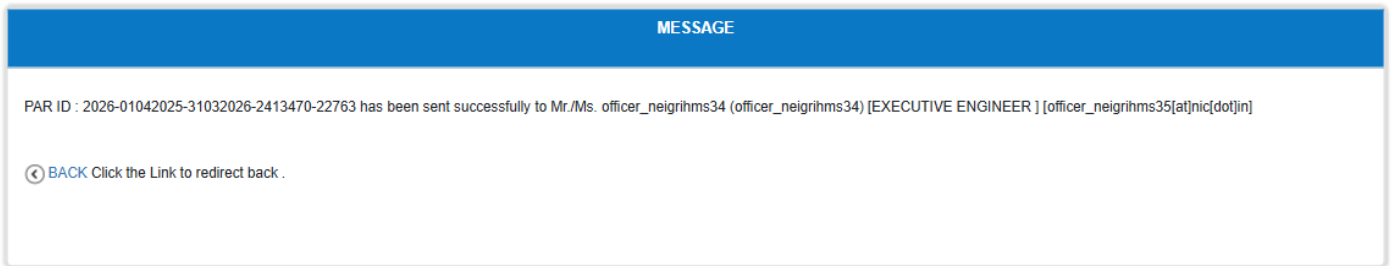 MESSAGE
PAR ID : 2026-01042025-31032026-2413470-22763 has been sent successfully to Mr./Ms. officer_neigrihms34 (officer_neigrihms34) [EXECUTIVE ENGINEER ] [officer_neigrihms35[at]nic[dot]in]
BACK Click the Link to redirect back .